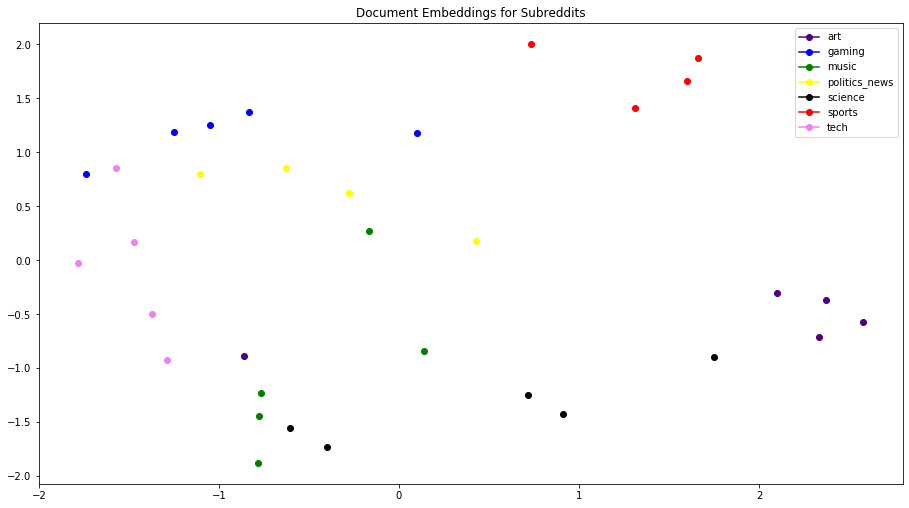 Document Embeddings for Subreddits
art
gaming
music
politics_news
science
sports
tech
2.0
1.5
1.0
0.5
0.0
−0.5
−1.0
−1.5
−2.0
−2
−1
0
1
2